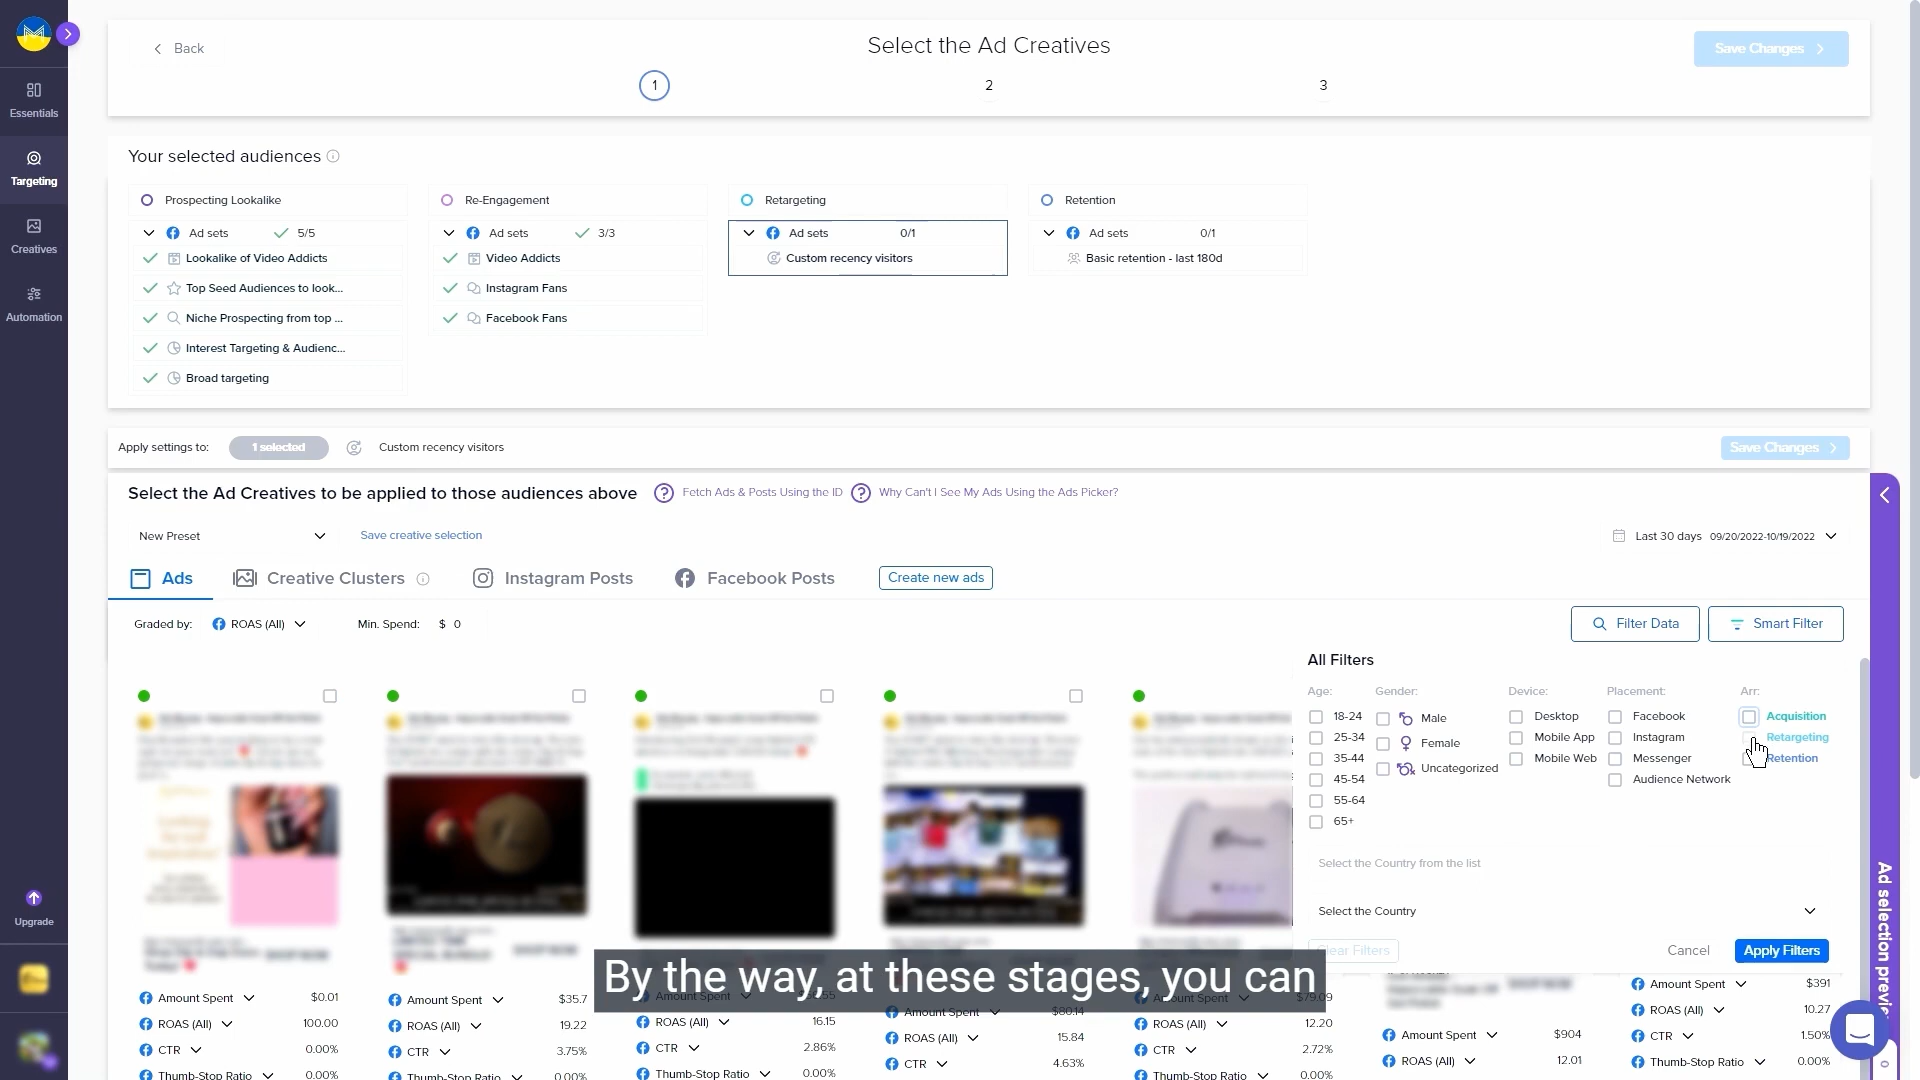 Back
Select the Ad Creatives
Save Changes
1
2
3
Essentials
Targeting
Creatives
Automation
Upgrade
Your selected audiences
Prospecting Lookalike
Ad sets 5/5
Lookalike of Video Addicts
Top Seed Audiences to look...
Niche Prospecting from top ...
Interest Targeting & Audienc...
Broad targeting
Re-Engagement
Ad sets 3/3
Video Addicts
Instagram Fans
Facebook Fans
Retargeting
Ad sets 0/1
Custom recency visitors
Retention
Ad sets 0/1
Basic retention - last 180d
Apply settings to: 1 selected Custom recency visitors
Save Changes
Select the Ad Creatives to be applied to those audiences above
Fetch Ads & Posts Using the ID
Why Can't I See My Ads Using the Ads Picker?
New Preset
Save creative selection
Last 30 days 09/20/2022-10/19/2022
Ads
Creative Clusters
Instagram Posts
Facebook Posts
Create new ads
Graded by: ROAS (All)
Min. Spend: $ 0
Filter Data
Smart Filter
All Filters
Age:
18-24
25-34
35-44
45-54
55-64
65+
Gender:
Male
Female
Uncategorized
Device:
Desktop
Mobile App
Mobile Web
Placement:
Facebook
Instagram
Messenger
Audience Network
Arr:
Acquisition
Retargeting
Retention
Select the Country from the list
Select the Country
Clear Filters
Cancel
Apply Filters
Ad selection preview
0
By the way, at these stages, you can
Amount Spent $0.01
ROAS (All) 100.00
CTR 0.00%
Thumb-Stop Ratio 0.00%
Amount Spent $35.7
ROAS (All) 19.22
CTR 3.75%
Thumb-Stop Ratio 0.00%
Amount Spent
ROAS (All) 16.15
CTR 2.86%
Thumb-Stop Ratio 0.00%
Amount Spent $80.14
ROAS (All) 15.84
CTR 4.63%
$79.09
ROAS (All) 12.20
CTR 2.72%
Thumb-Stop Ratio 0.00%
Amount Spent $904
ROAS (All) 12.01
Amount Spent $391
ROAS (All) 10.27
CTR 1.50%
Thumb-Stop Ratio 0.00%